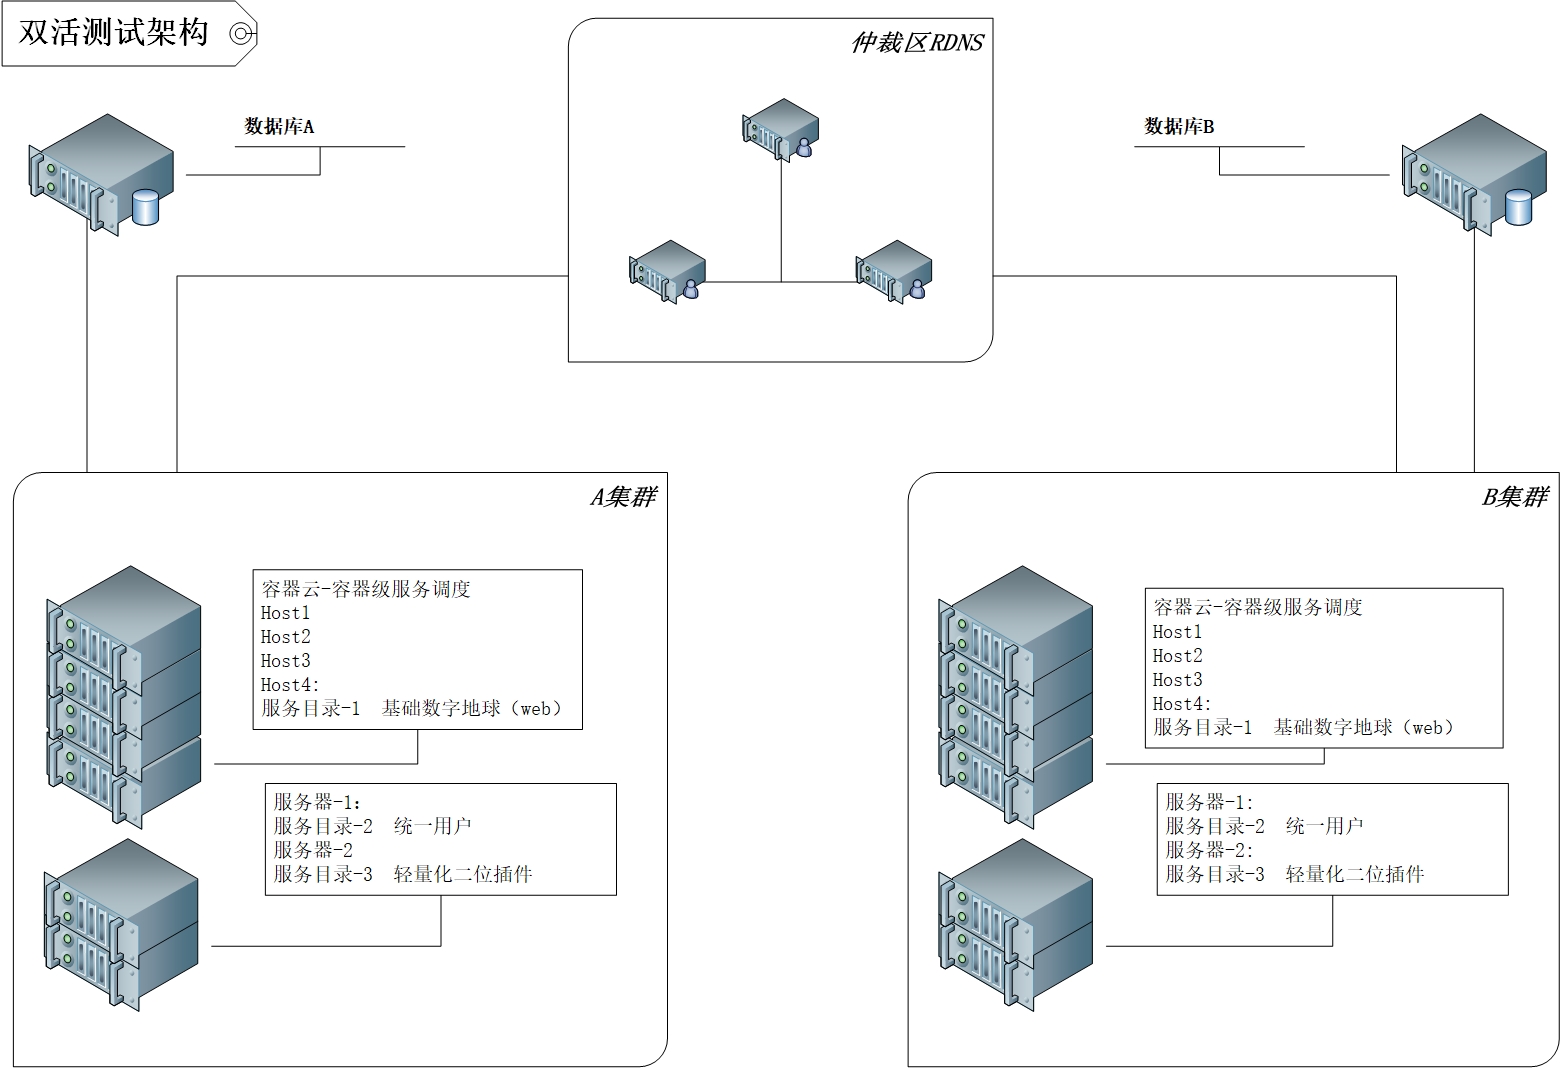 双活测试架构
仲裁区RDNS
数据库A
数据库B
A集群
容器云-容器级服务调度
Host1
Host2
Host3
Host4:
服务目录-1 基础数字地球（web）
服务器-1:
服务目录-2 统一用户
服务器-2
服务目录-3 轻量化二位插件
B集群
容器云-容器级服务调度
Host1
Host2
Host3
Host4:
服务目录-1 基础数字地球（web）
服务器-1:
服务目录-2 统一用户
服务器-2:
服务目录-3 轻量化二位插件